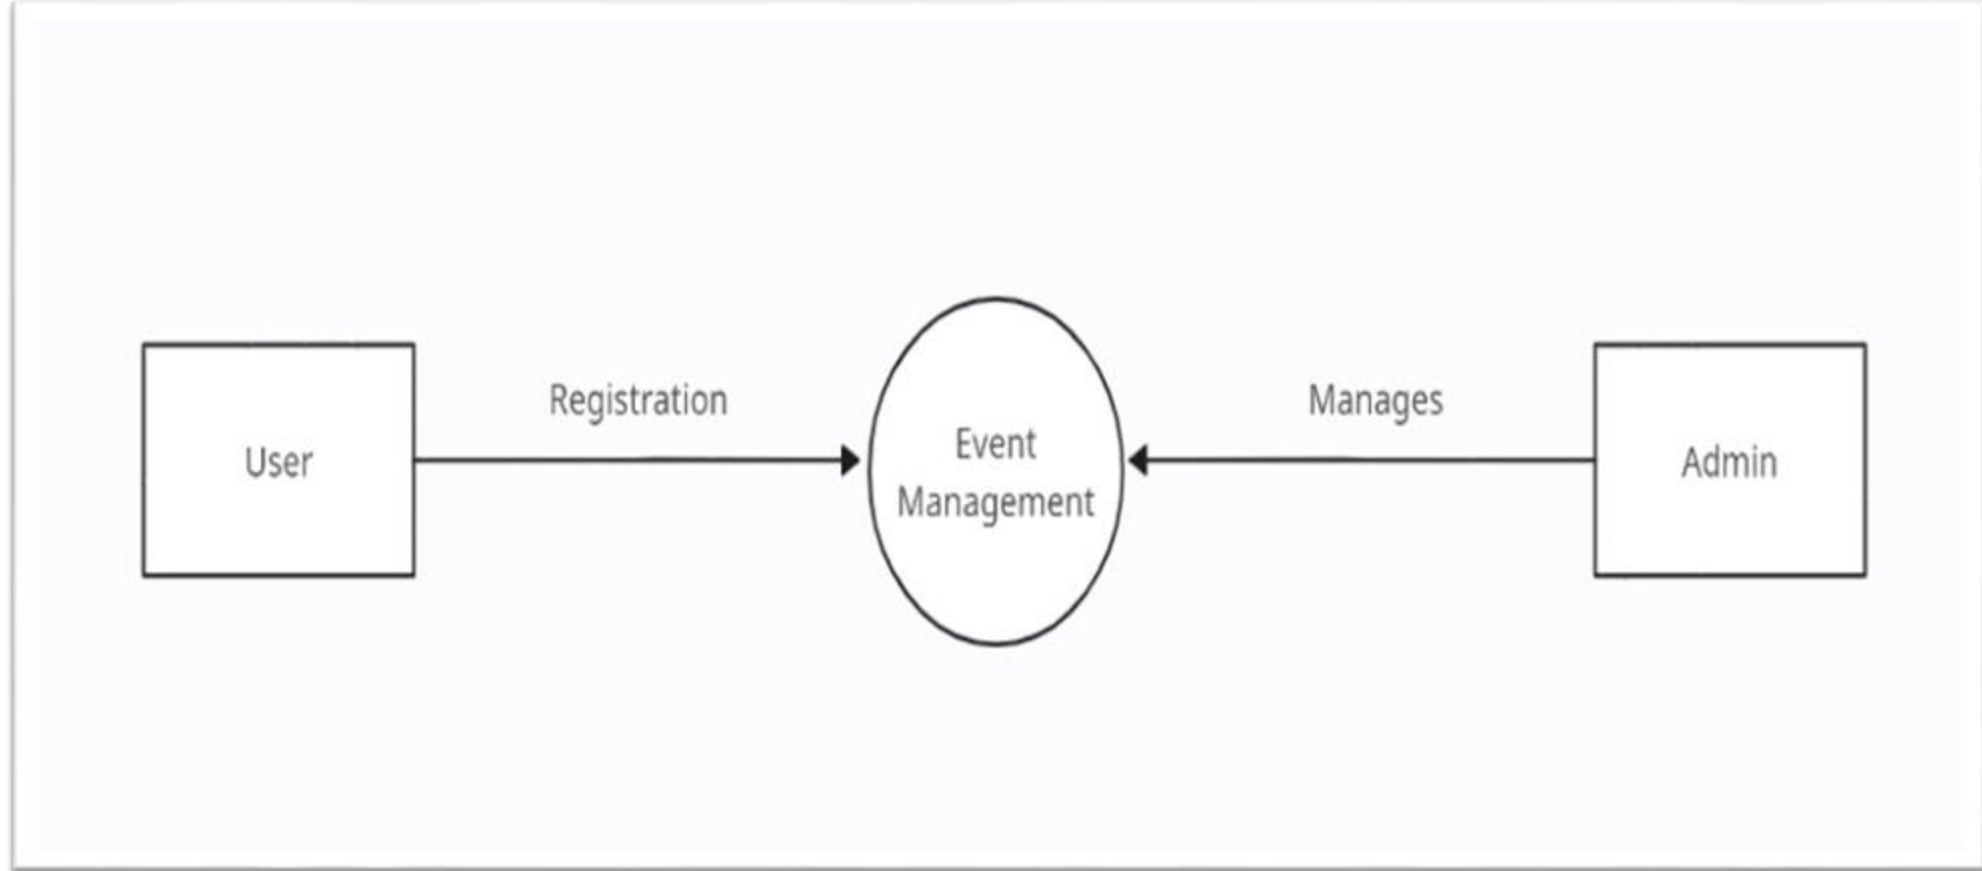 User
Registration
Event
Management
Manages
Admin